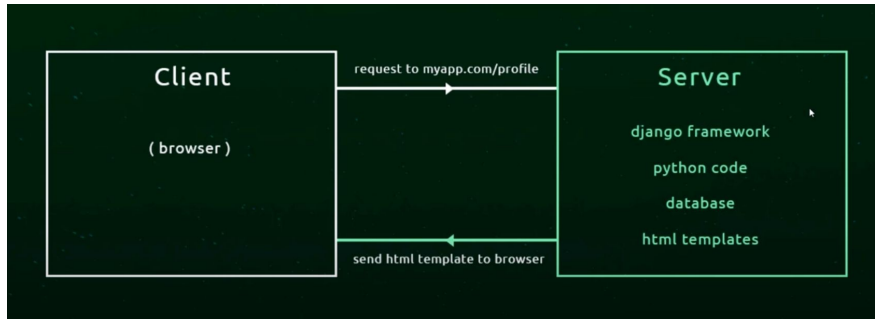 Client
( browser )
request to myapp.com/profile
send html template to browser
Server
django framework
python code
database
html templates